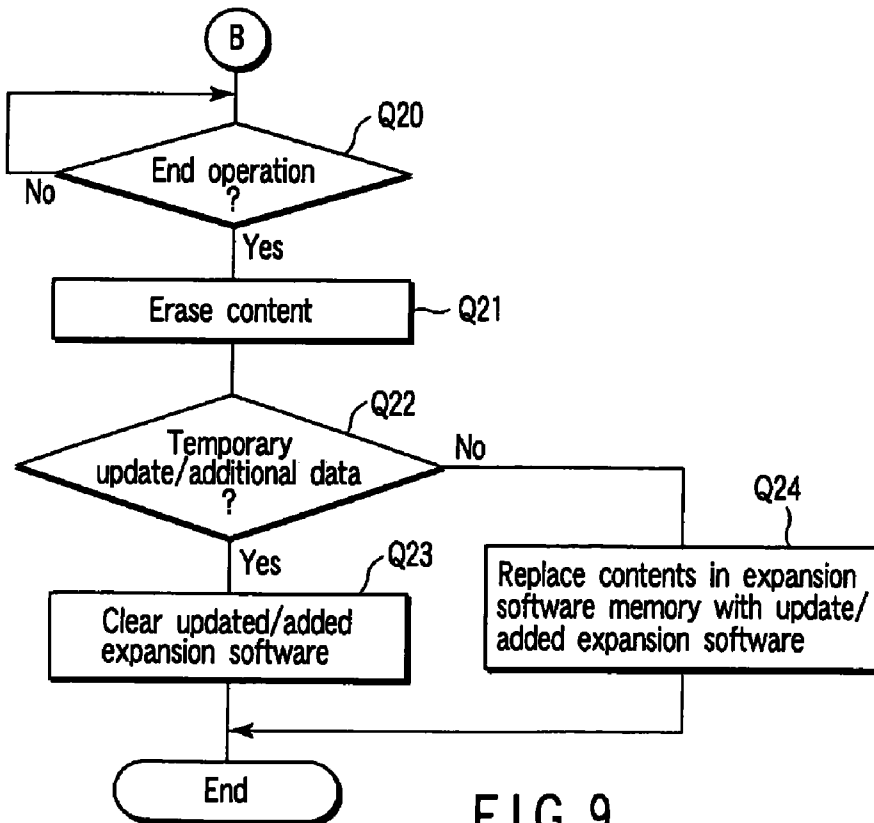 B
Q20
End operation
?
No
Yes
Erase content
Q21
Q22
Temporary
update/additional data
?
No
Yes
Q23
Clear updated/added
expansion software
Q24
Replace contents in expansion
software memory with update/
added expansion software
End
FIG. 9